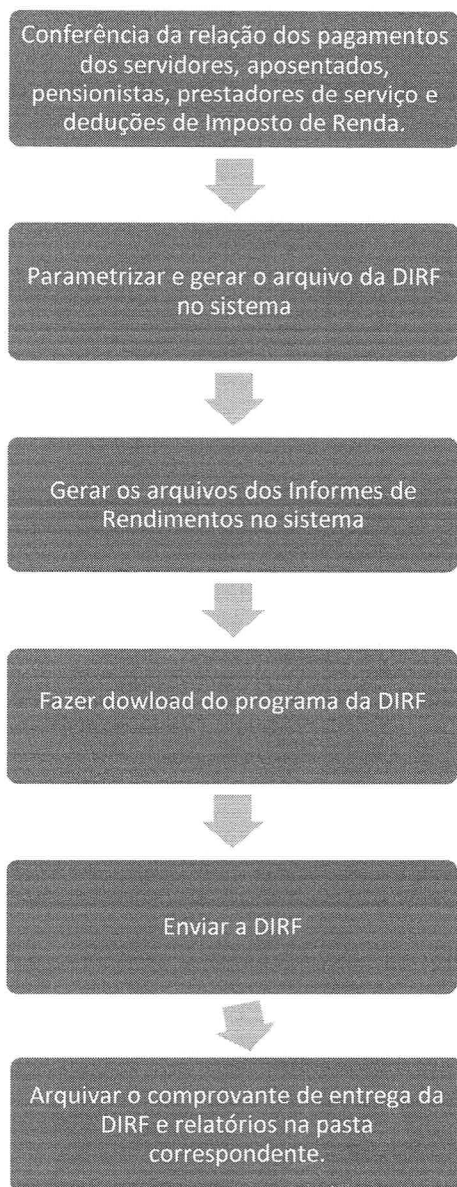 Conferência da relação dos pagamentos
dos servidores, aposentados,
pensionistas, prestadores de serviço e
deduções de Imposto de Renda.
Parametrizar e gerar o arquivo da DIRF
no sistema
Gerar os arquivos dos Informes de
Rendimentos no sistema
Fazer dowload do programa da DIRF
Enviar a DIRF
Arquivar o comprovante de entrega da
DIRF e relatórios na pasta
correspondente.